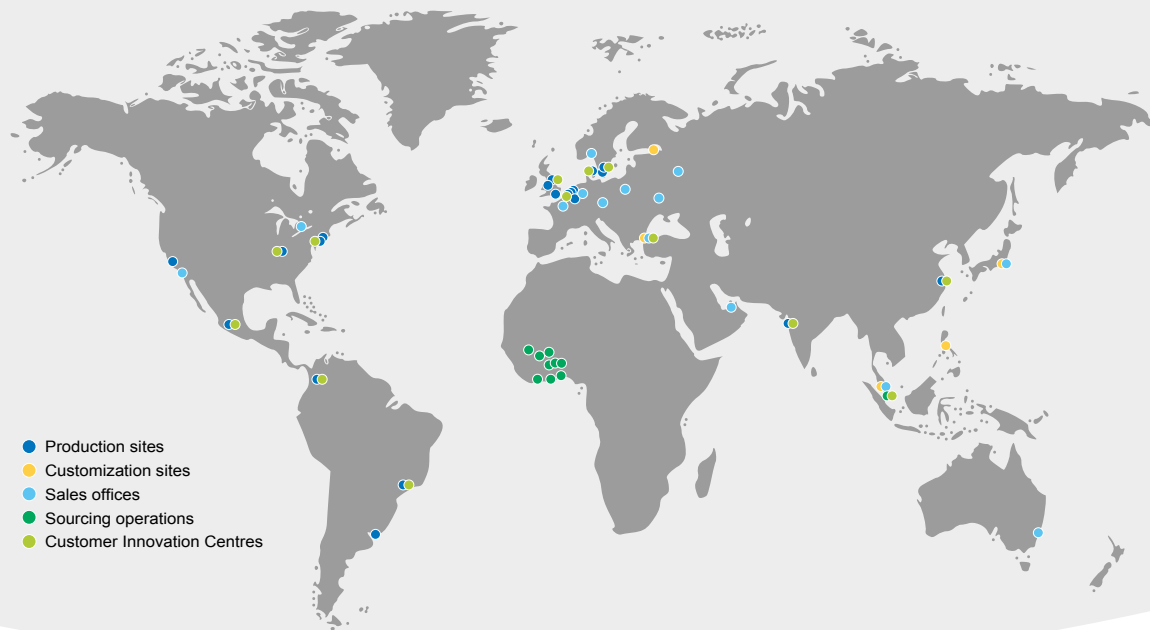 Production sites
Customization sites
Sales offices
Sourcing operations
Customer Innovation Centres